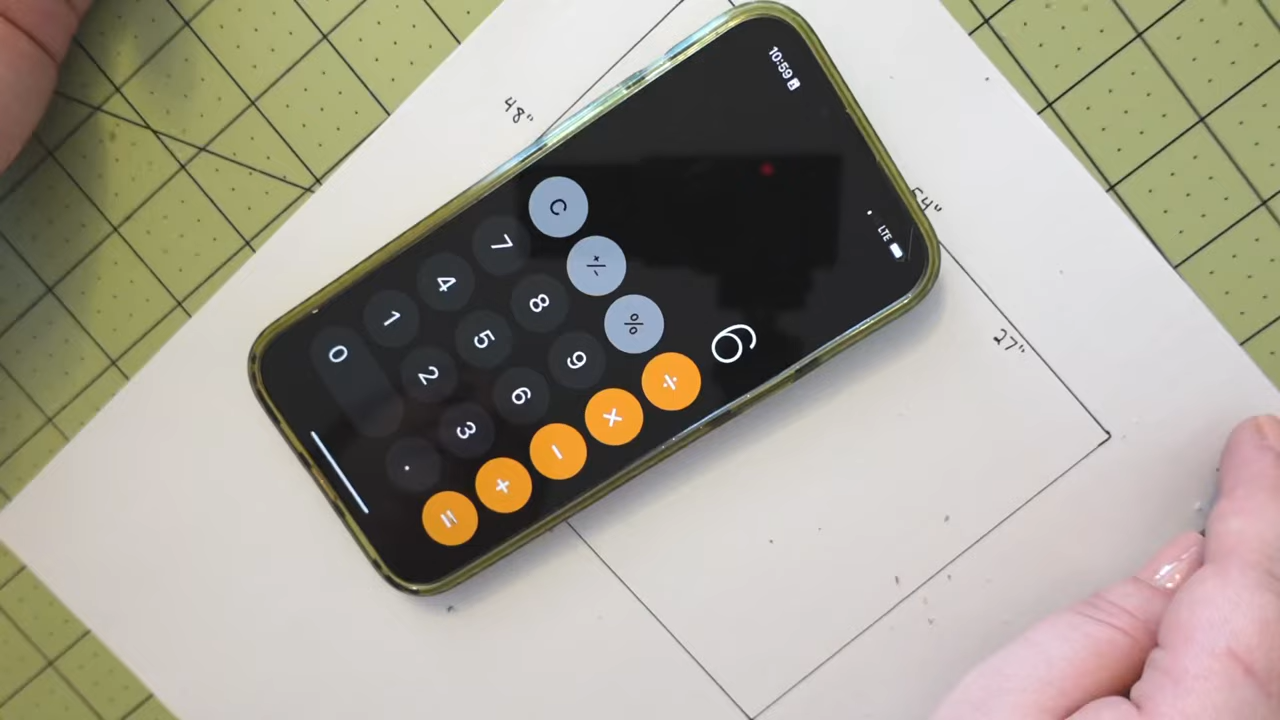 10:59
LTE
6
C +/- % ÷
7 8 9 ×
4 5 6 −
1 2 3 +
0 . =
48"
54"
27"